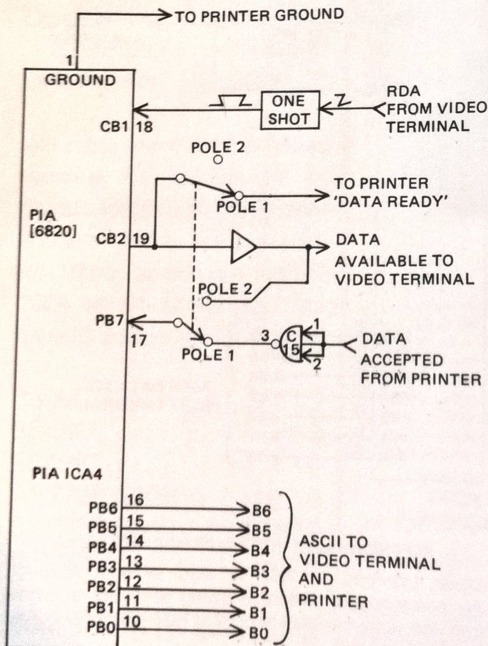 TO PRINTER GROUND
1
GROUND
RDA
ONE
SHOT
FROM VIDEO
TERMINAL
CB1 18
POLE 2
POLE 1
TO PRINTER
'DATA READY'
PIA
[6820]
CB2 19
DATA
AVAILABLE TO
VIDEO TERMINAL
POLE 2
PB7
17
POLE 1
3
C
15
1
2
DATA
ACCEPTED
FROM PRINTER
PIA ICA4
PB6 16 B6
PB5 15 B5
PB4 14 B4
PB3 13 B3
PB2 12 B2
PB1 11 B1
PB0 10 B0
ASCII TO
VIDEO TERMINAL
AND
PRINTER